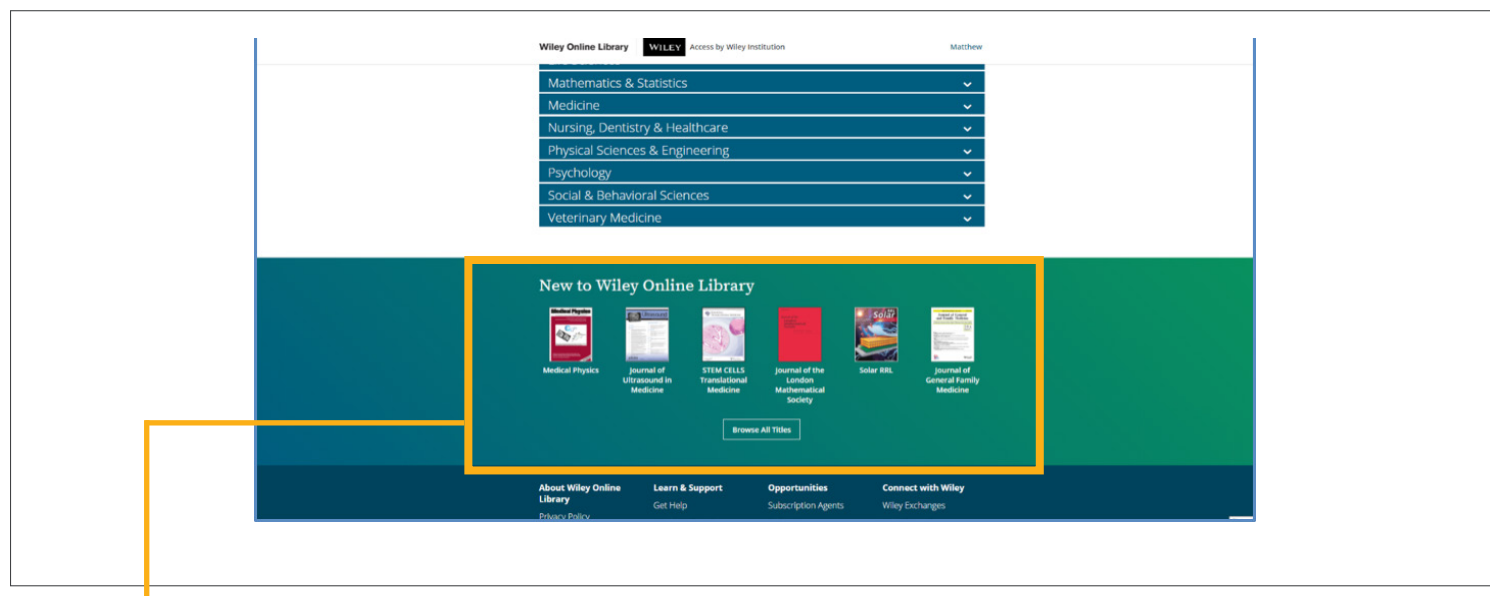 Wiley Online Library WILEY Access by Wiley Institution Matthew
Mathematics & Statistics
Medicine
Nursing, Dentistry & Healthcare
Physical Sciences & Engineering
Psychology
Social & Behavioral Sciences
Veterinary Medicine
New to Wiley Online Library
Medical Physics
Solar
Medical Physics
Journal of
Ultrasound in
Medicine
STEM CELLS
Translational
Medicine
Journal of the
London
Mathematical
Society
Solar RRL
Journal of
General Family
Medicine
Browse All Titles
About Wiley Online
Library
Privacy Policy
Learn & Support
Get Help
Opportunities
Subscription Agents
Connect with Wiley
Wiley Exchanges